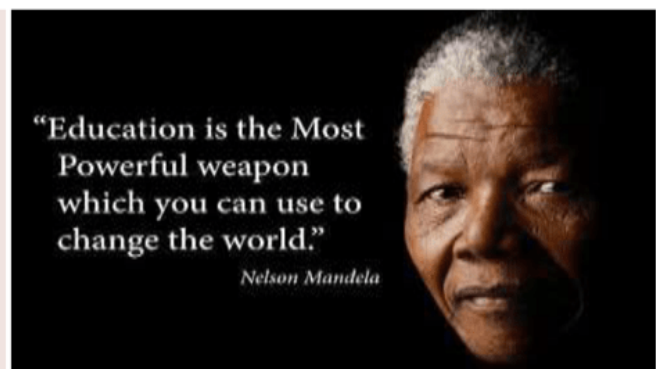 “Education is the Most
Powerful weapon
which you can use to
change the world.”
Nelson Mandela